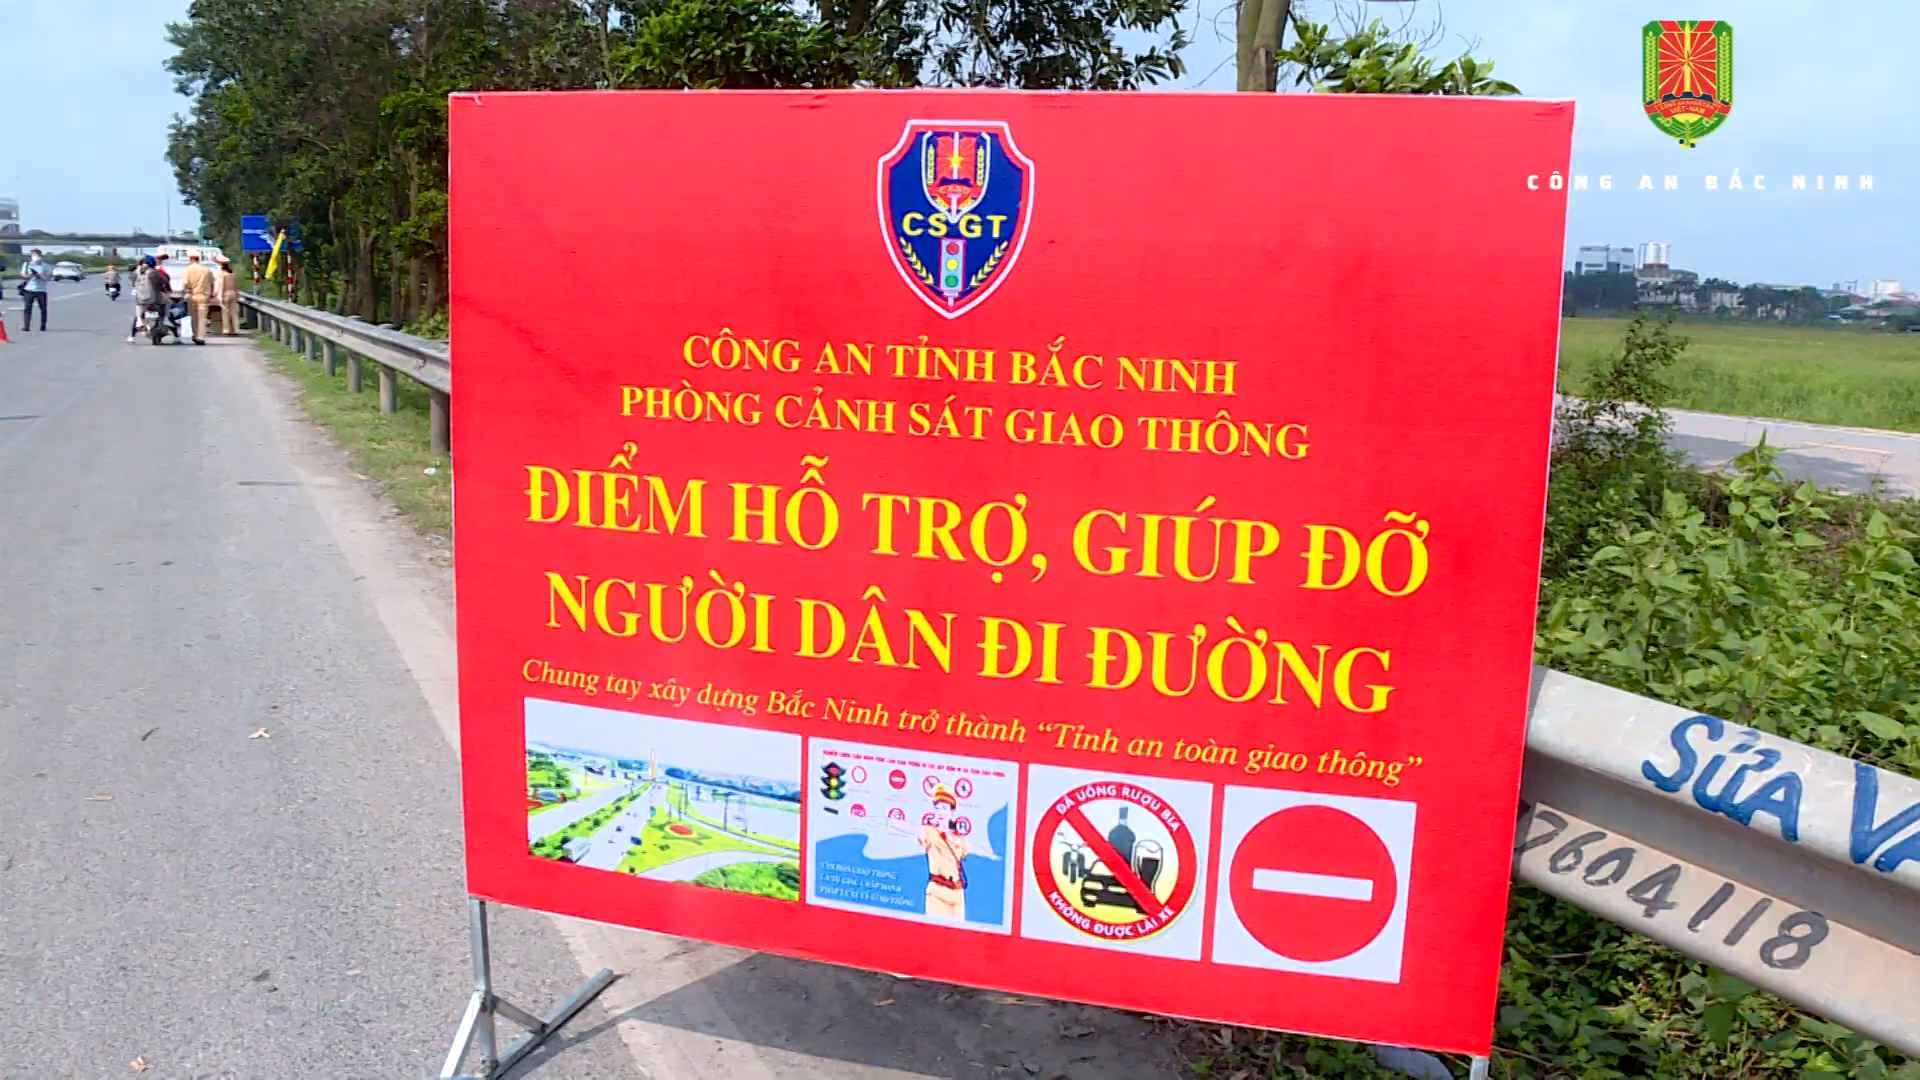 CÔNG AN BẮC NINH
CSGT
CÔNG AN TỈNH BẮC NINH
PHÒNG CẢNH SÁT GIAO THÔNG
ĐIỂM HỖ TRỢ, GIÚP ĐỠ
NGƯỜI DÂN ĐI ĐƯỜNG
Chung tay xây dựng Bắc Ninh trở thành “Tỉnh an toàn giao thông”
ĐÃ UỐNG RƯỢU BIA
KHÔNG ĐƯỢC LÁI XE
SỬA
7604118